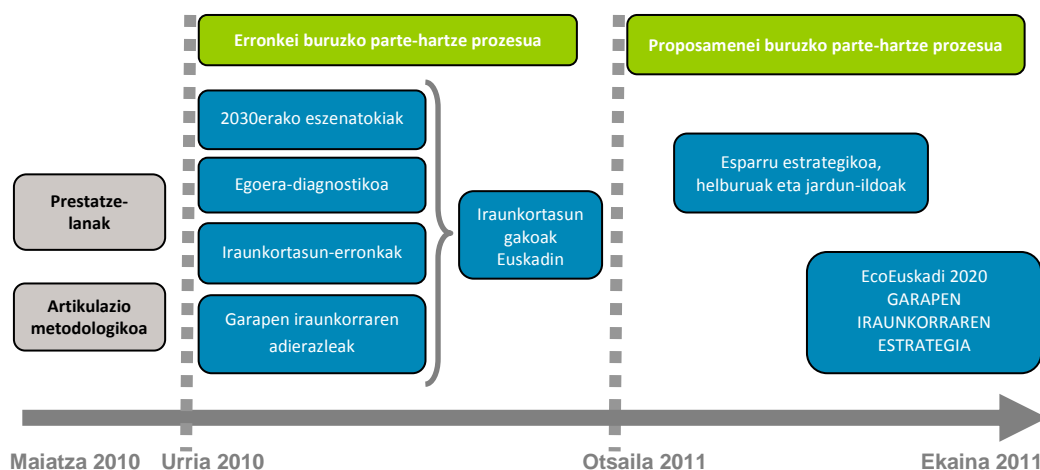 Erronkei buruzko parte-hartze prozesua
Proposamenei buruzko parte-hartze prozesua
Prestatze-
lanak
Artikulazio
metodologikoa
2030erako eszenatokiak
Egoera-diagnostikoa
Iraunkortasun-erronkak
Garapen iraunkorraren
adierazleak
Iraunkortasun
gakoak
Euskadin
Esparru estrategikoa,
helburuak eta jardun-ildoak
EcoEuskadi 2020
GARAPEN
IRAUNKORRAREN
ESTRATEGIA
Maiatza 2010
Urria 2010
Otsaila 2011
Ekaina 2011